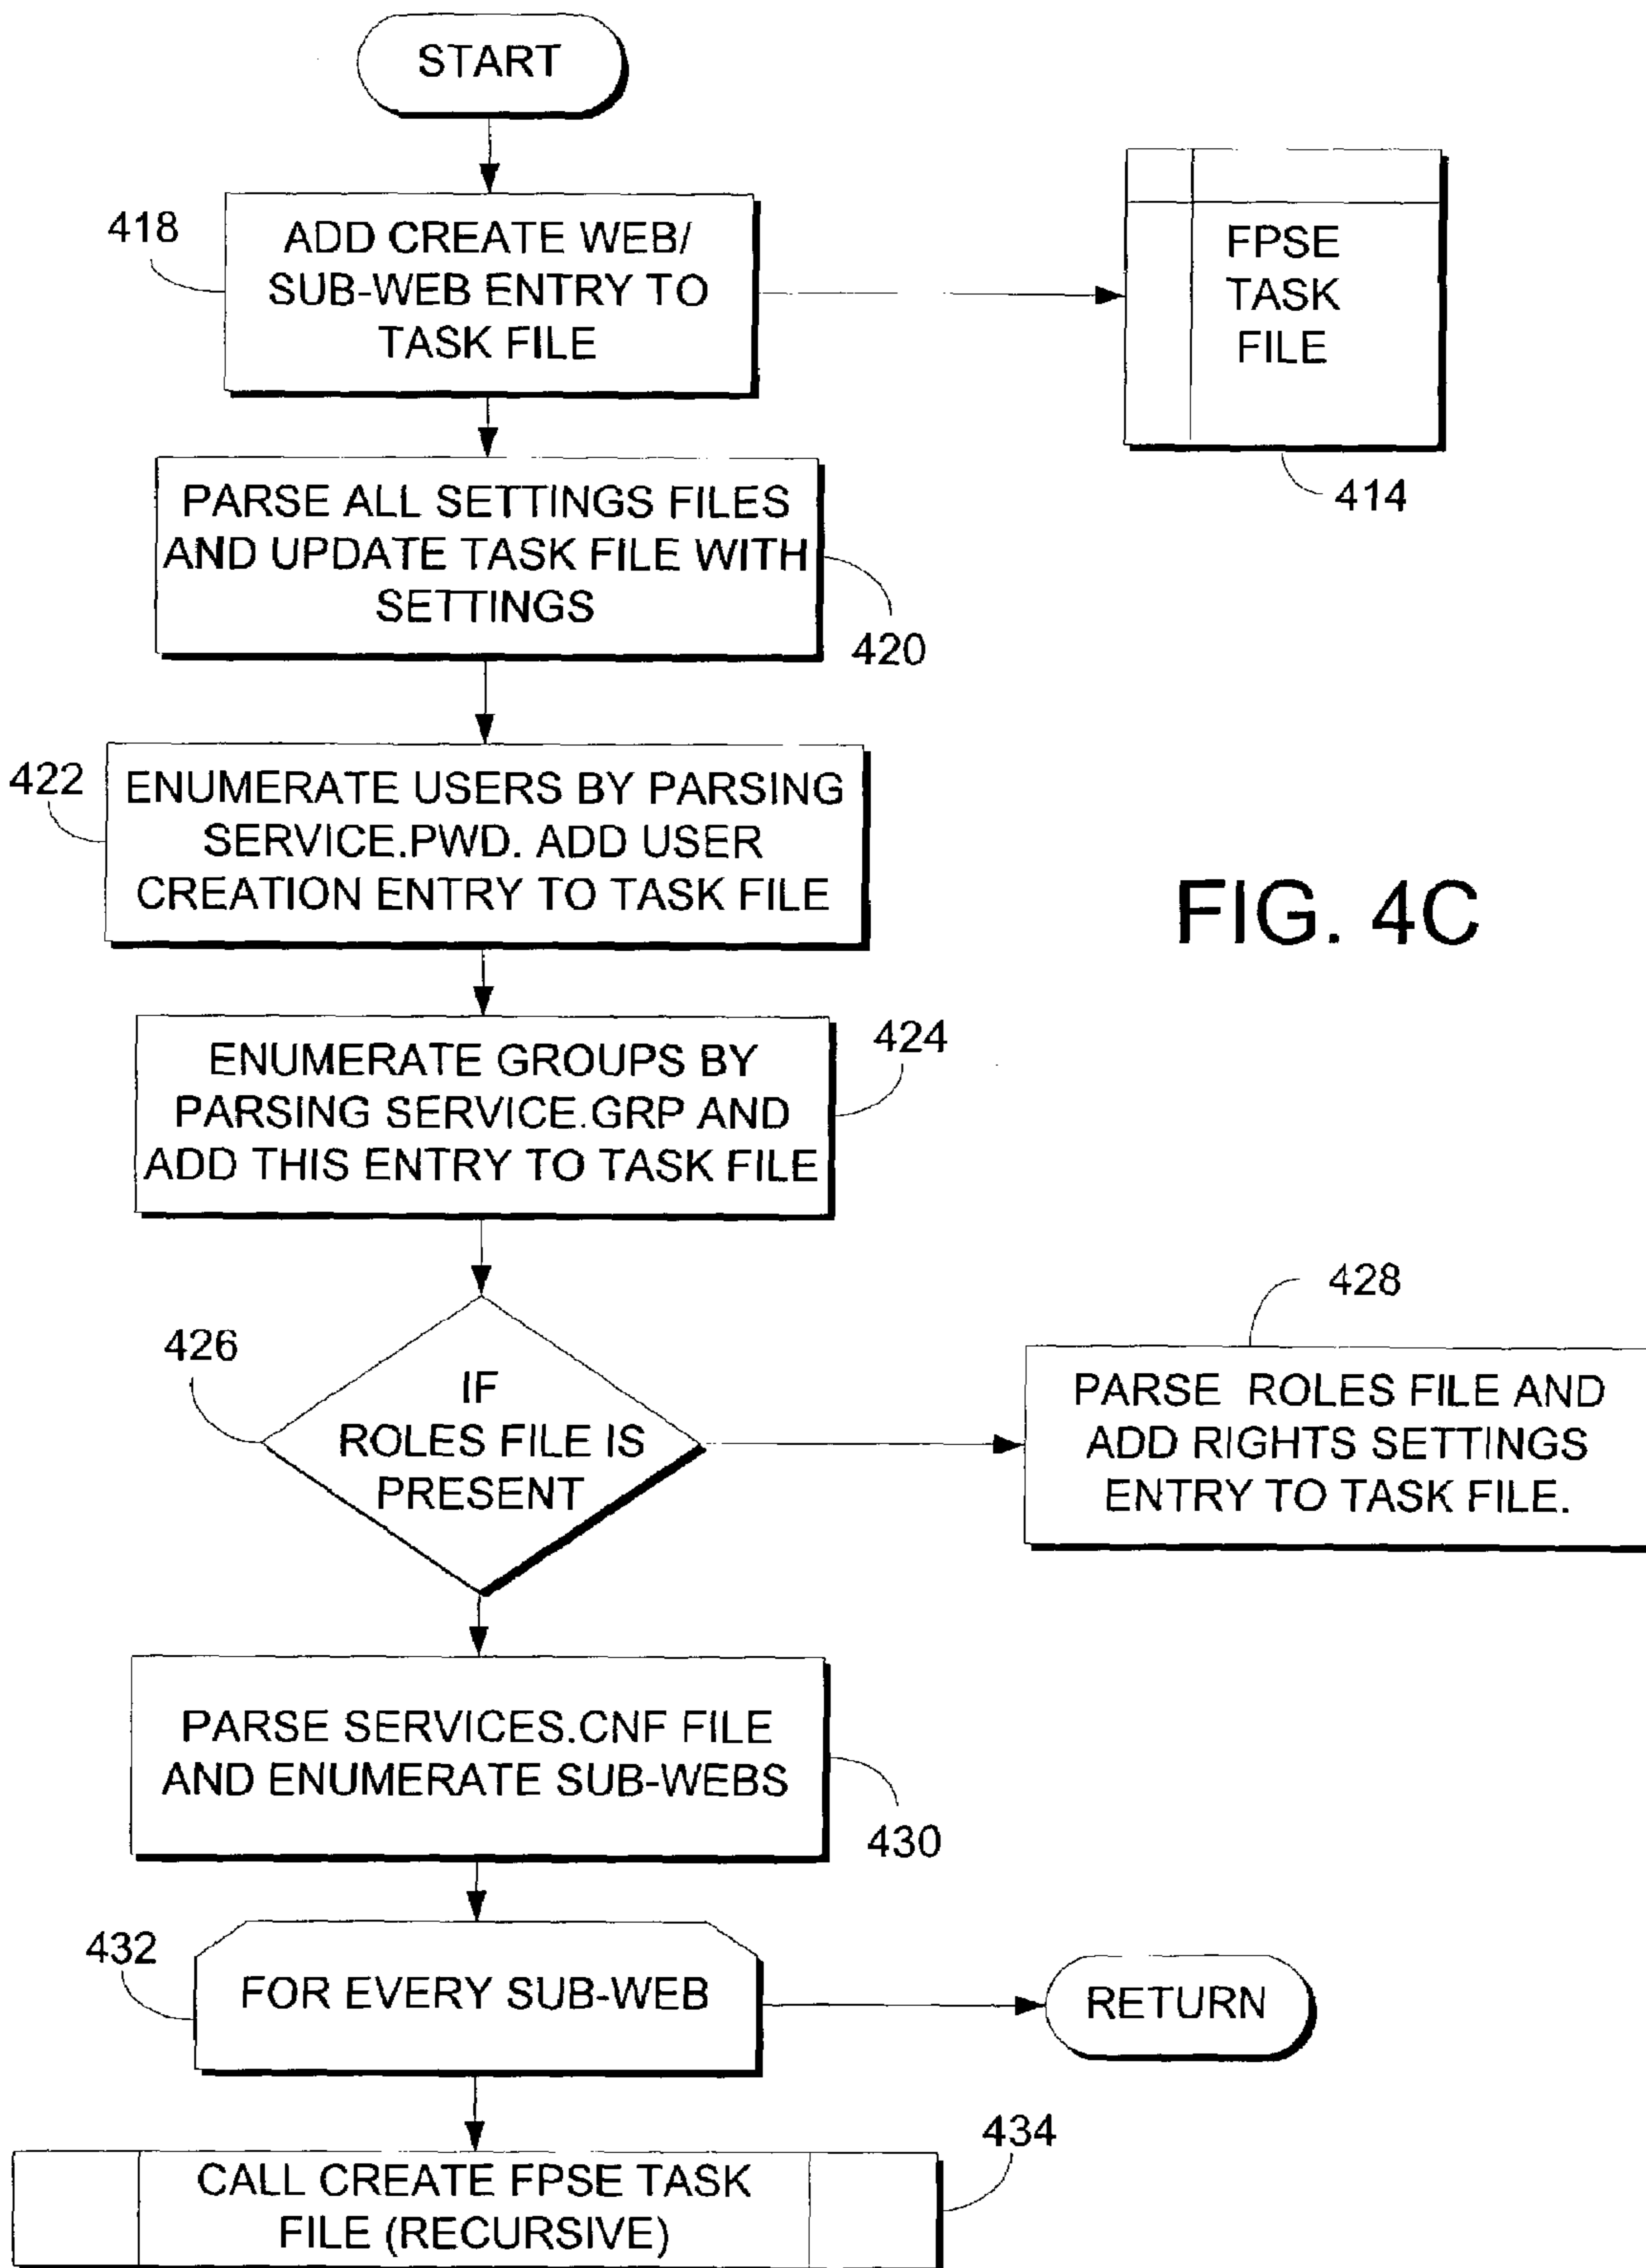 START
418
ADD CREATE WEB/
SUB-WEB ENTRY TO
TASK FILE
FPSE
TASK
FILE
414
PARSE ALL SETTINGS FILES
AND UPDATE TASK FILE WITH
SETTINGS
420
422
ENUMERATE USERS BY PARSING
SERVICE.PWD. ADD USER
CREATION ENTRY TO TASK FILE
FIG. 4C
ENUMERATE GROUPS BY
PARSING SERVICE.GRP AND
ADD THIS ENTRY TO TASK FILE
424
426
IF
ROLES FILE IS
PRESENT
428
PARSE ROLES FILE AND
ADD RIGHTS SETTINGS
ENTRY TO TASK FILE.
PARSE SERVICES.CNF FILE
AND ENUMERATE SUB-WEBS
430
432
FOR EVERY SUB-WEB
RETURN
434
CALL CREATE FPSE TASK
FILE (RECURSIVE)